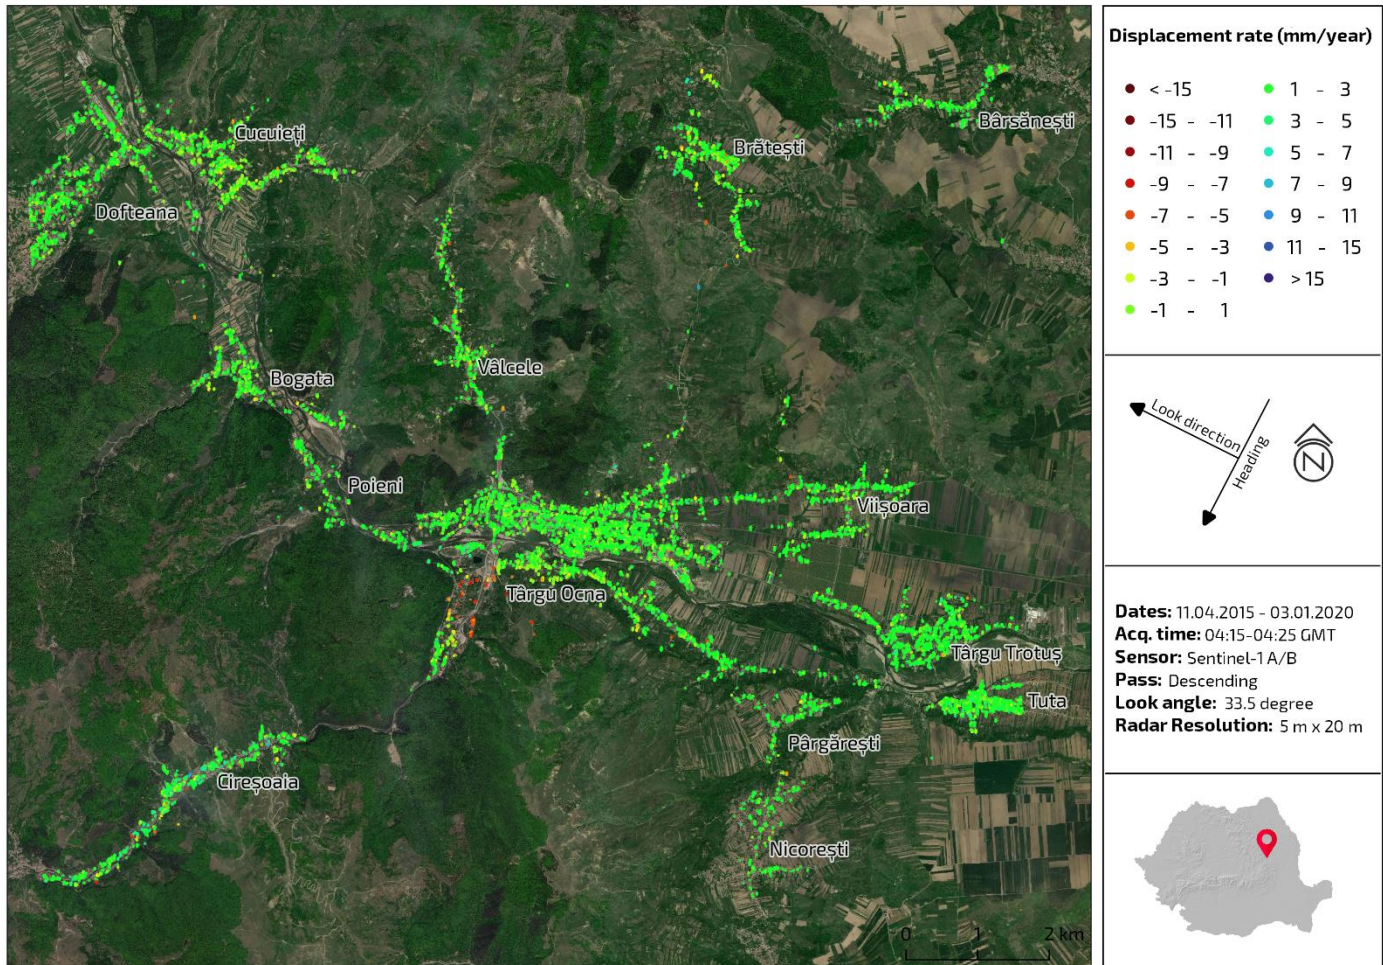 Cucuieți
Dofteana
Brătești
Bârsănești
Vâlcele
Bogata
Poieni
Viișoara
Târgu Ocna
Târgu Trotuș
Tuta
Pârgărești
Cireșoaia
Nicorești
0 1 2 km
Displacement rate (mm/year)
< -15
-15 - -11
-11 - -9
-9 - -7
-7 - -5
-5 - -3
-3 - -1
-1 - 1
1 - 3
3 - 5
5 - 7
7 - 9
9 - 11
11 - 15
> 15
Look direction
Heading
N
Dates: 11.04.2015 - 03.01.2020
Acq. time: 04:15-04:25 GMT
Sensor: Sentinel-1 A/B
Pass: Descending
Look angle: 33.5 degree
Radar Resolution: 5 m x 20 m